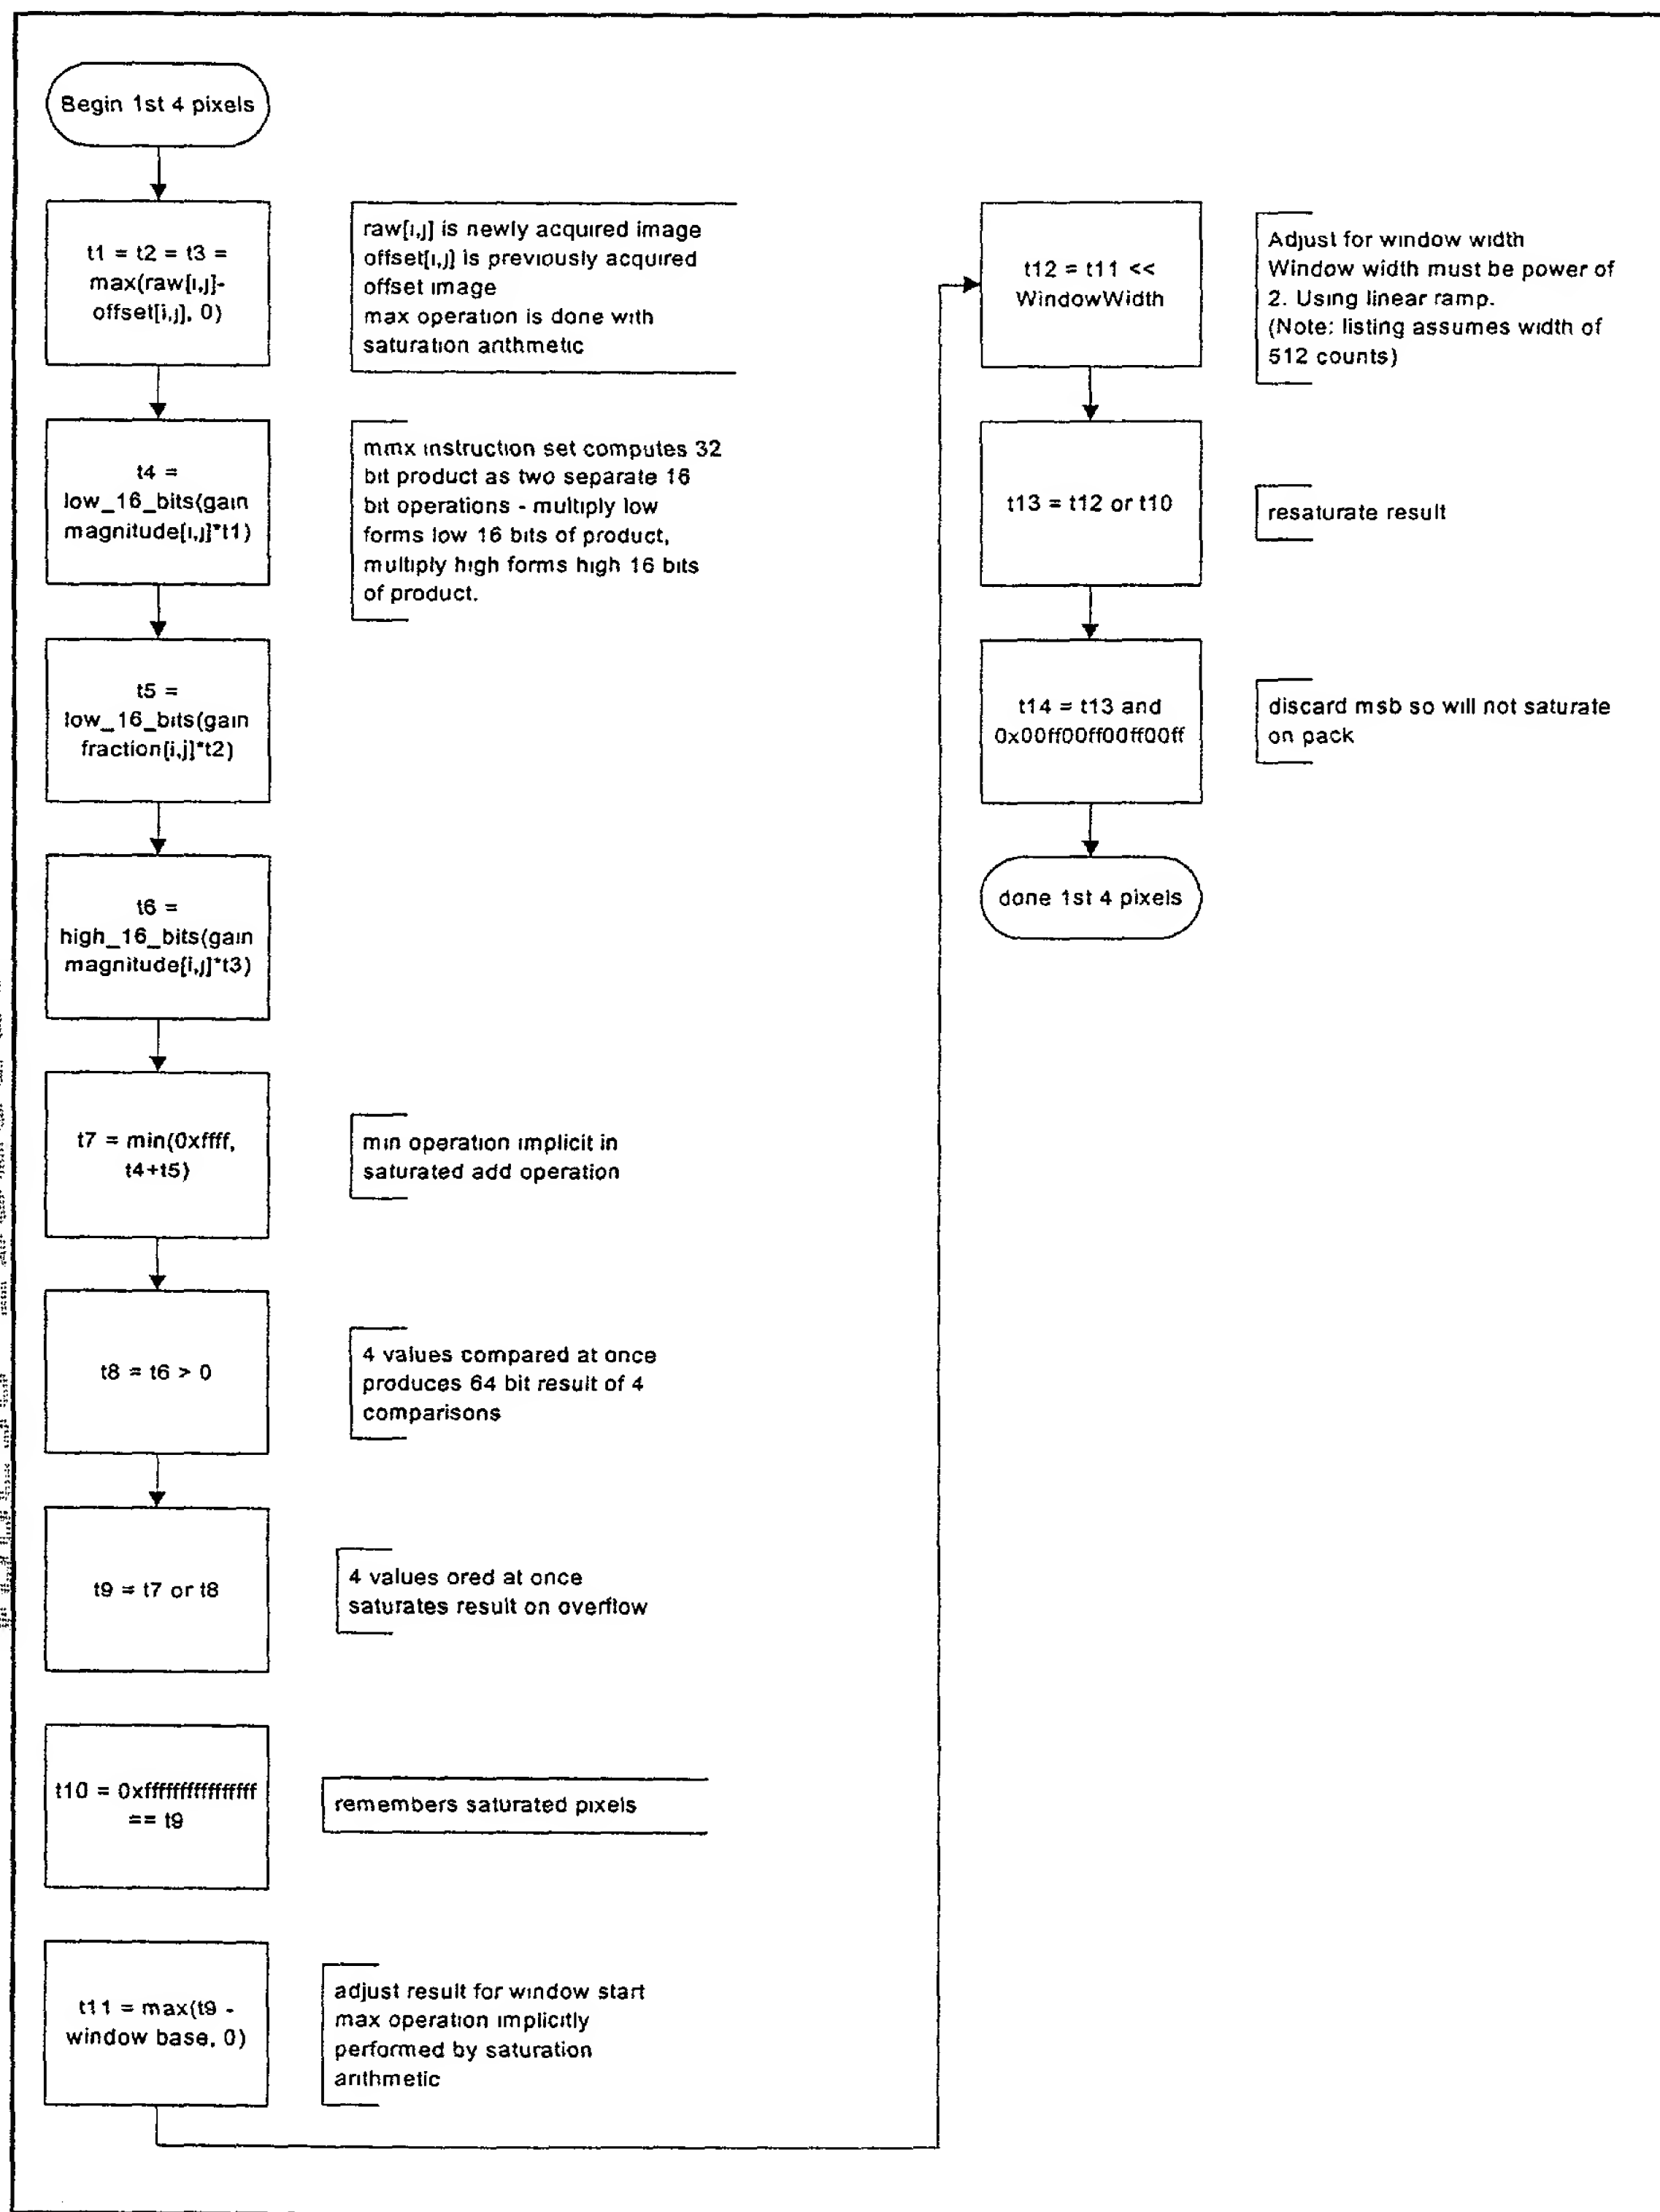 Begin 1st 4 pixels
t1 = t2 = t3 =
max(raw[i,j]-
offset[i,j], 0)
raw[i,j] is newly acquired image
offset[i,j] is previously acquired
offset image
max operation is done with
saturation arithmetic
t4 =
low_16_bits(gain
magnitude[i,j]*t1)
mmx instruction set computes 32
bit product as two separate 16
bit operations - multiply low
forms low 16 bits of product,
multiply high forms high 16 bits
of product.
t5 =
low_16_bits(gain
fraction[i,j]*t2)
t6 =
high_16_bits(gain
magnitude[i,j]*t3)
t7 = min(0xffff,
t4+t5)
min operation implicit in
saturated add operation
t8 = t6 > 0
4 values compared at once
produces 64 bit result of 4
comparisons
t9 = t7 or t8
4 values ored at once
saturates result on overflow
t10 = 0xffffffffffffffff
== t9
remembers saturated pixels
t11 = max(t9 -
window base, 0)
adjust result for window start
max operation implicitly
performed by saturation
arithmetic
t12 = t11 <<
WindowWidth
Adjust for window width
Window width must be power of
2. Using linear ramp.
(Note: listing assumes width of
512 counts)
t13 = t12 or t10
resaturate result
t14 = t13 and
0x00ff00ff00ff00ff
discard msb so will not saturate
on pack
done 1st 4 pixels